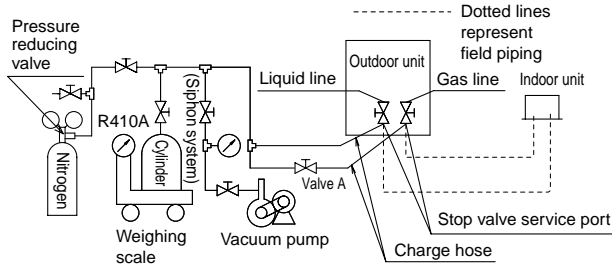 Pressure
reducing
valve
Dotted lines
represent
field piping
Outdoor unit
Liquid line
Gas line
Indoor unit
R410A
(Siphon system)
Cylinder
Nitrogen
Valve A
Stop valve service port
Weighing
scale
Vacuum pump
Charge hose